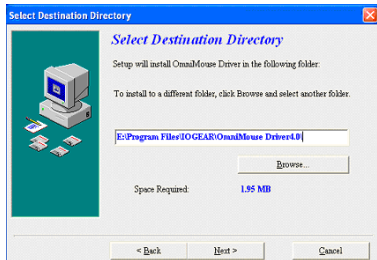 Select Destination Directory
Select Destination Directory
Setup will install OmniMouse Driver in the following folder:
To install to a different folder, click Browse and select another folder.
E:\Program Files\IOGEAR\OmniMouse Driver4.0\
Browse...
Space Required: 1.95 MB
< Back Next > Cancel